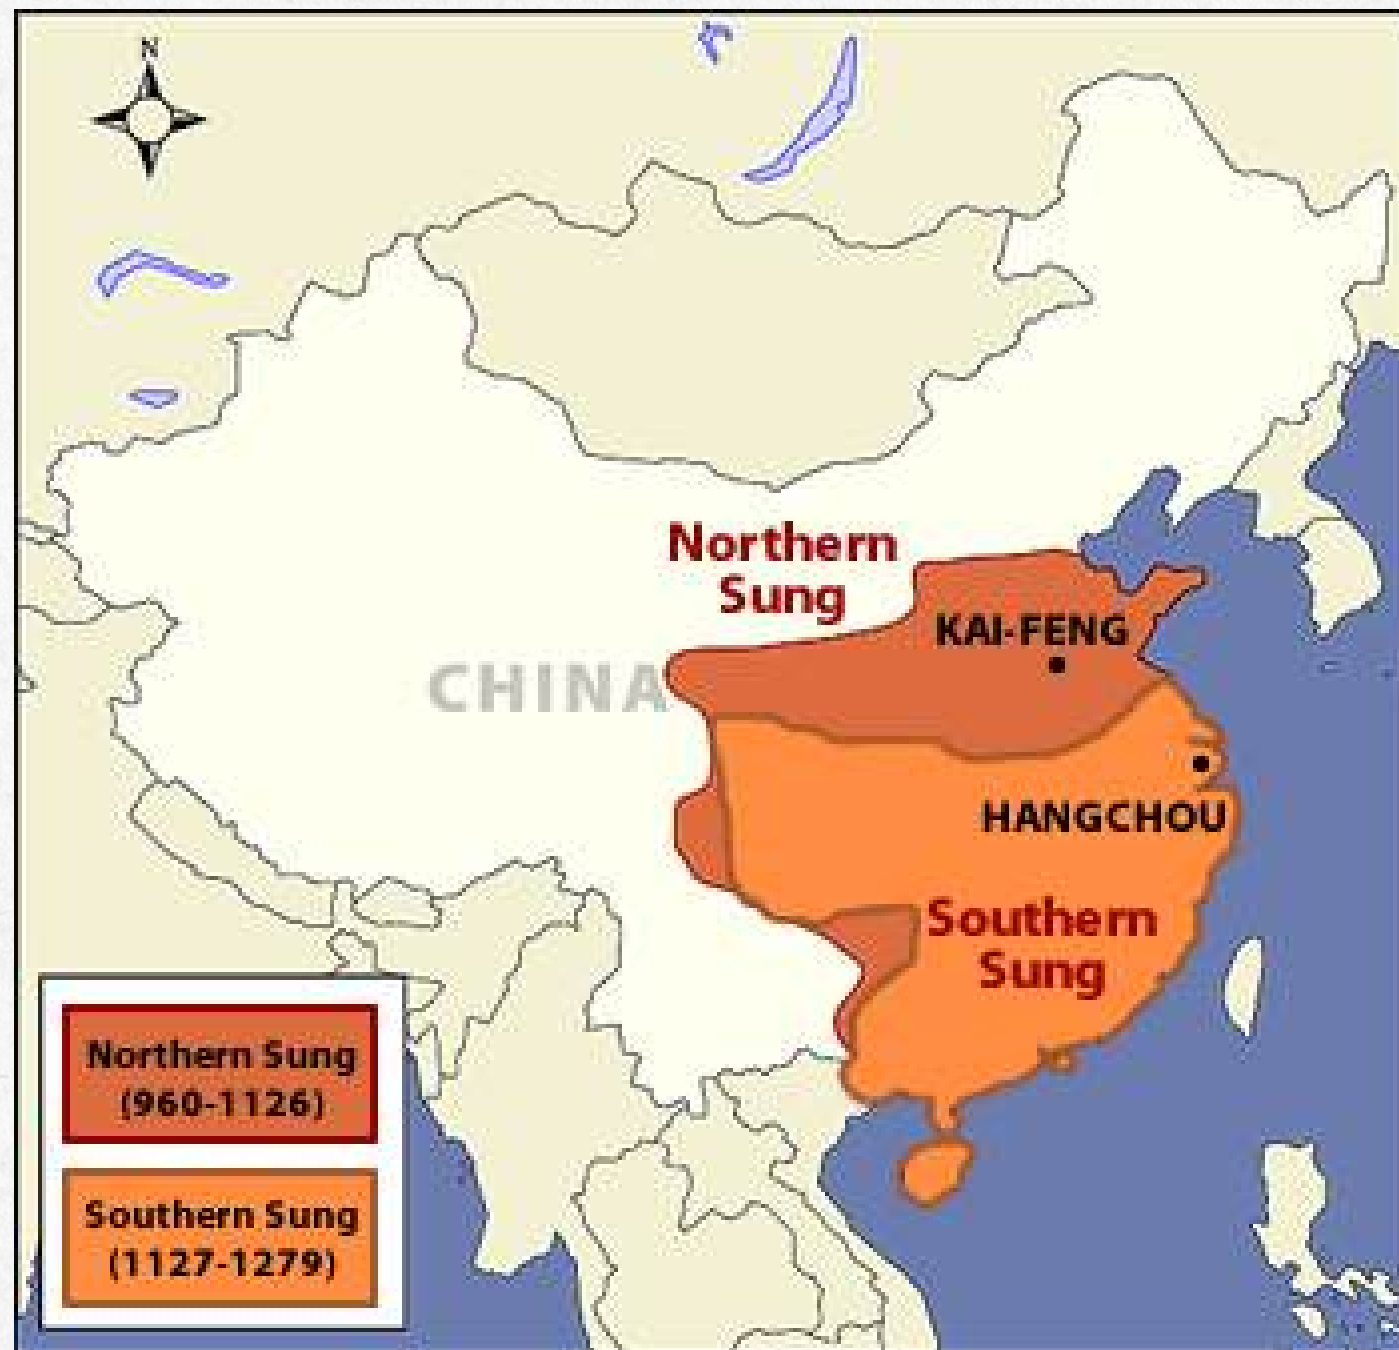 N
Northern
Sung
KAI-FENG
CHINA
HANGCHOU
Southern
Sung
Northern Sung
(960-1126)
Southern Sung
(1127-1279)